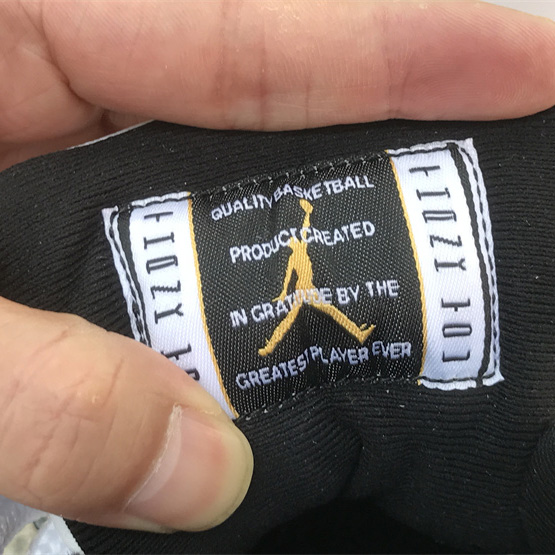 QUALITY BASKETBALL
PRODUCT CREATED
IN GRATITUDE BY THE
GREATEST PLAYER EVER